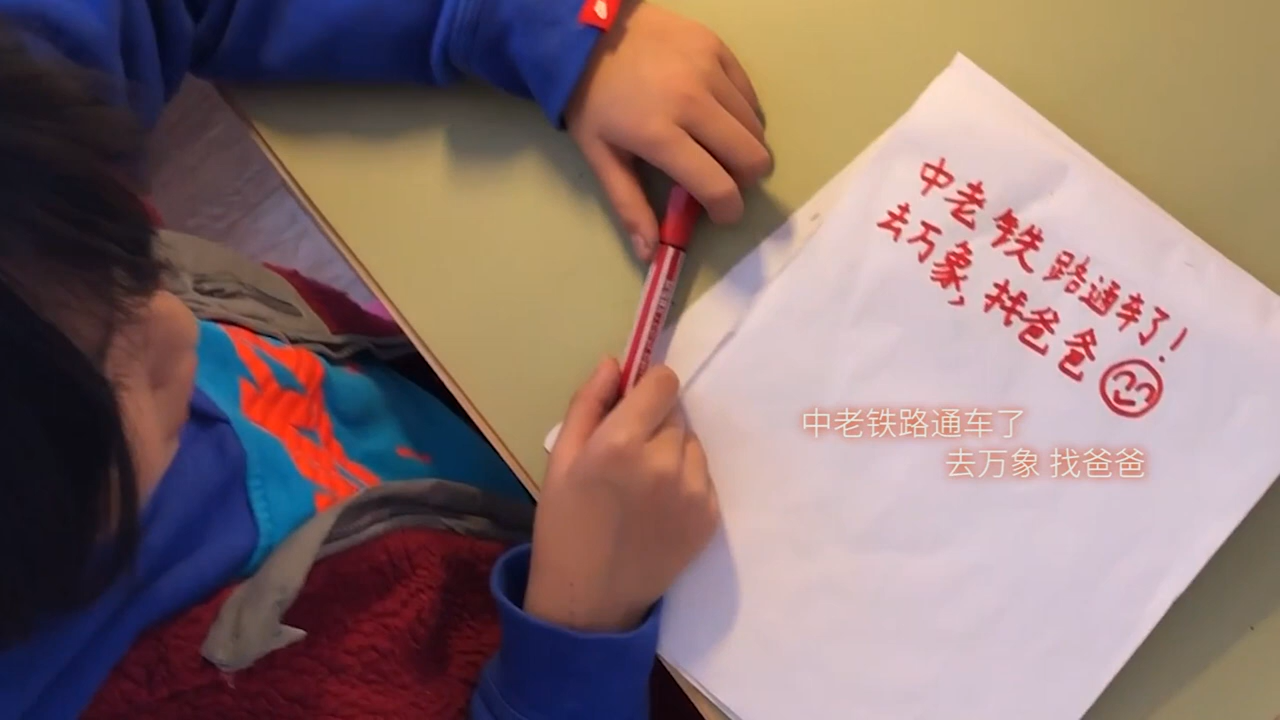 中老铁路通车了！
去万象，找爸爸
中老铁路通车了
去万象 找爸爸